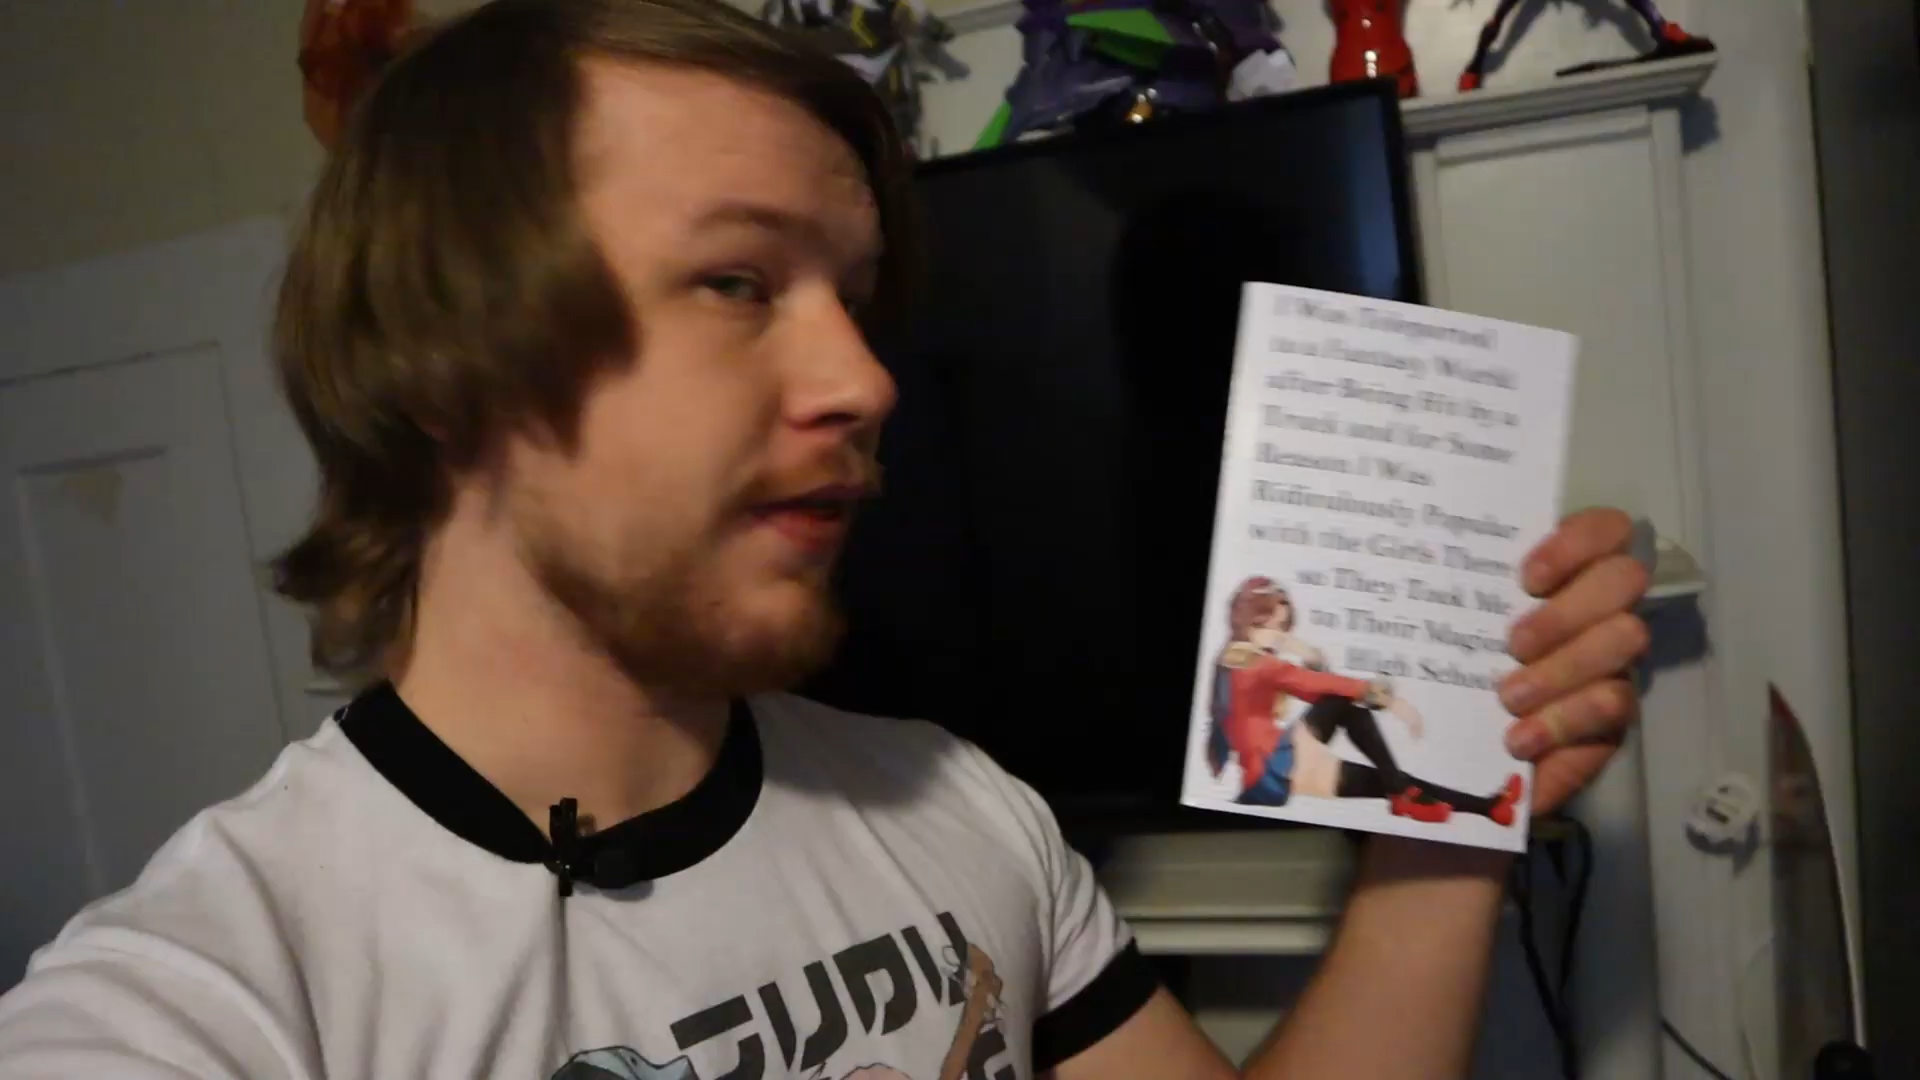 I Was Teleported
to a Fantasy World
after Being Hit by a
Truck and for Some
Reason I Was
Ridiculously Popular
with the Girls There
so They Took Me
to Their Magica
High School